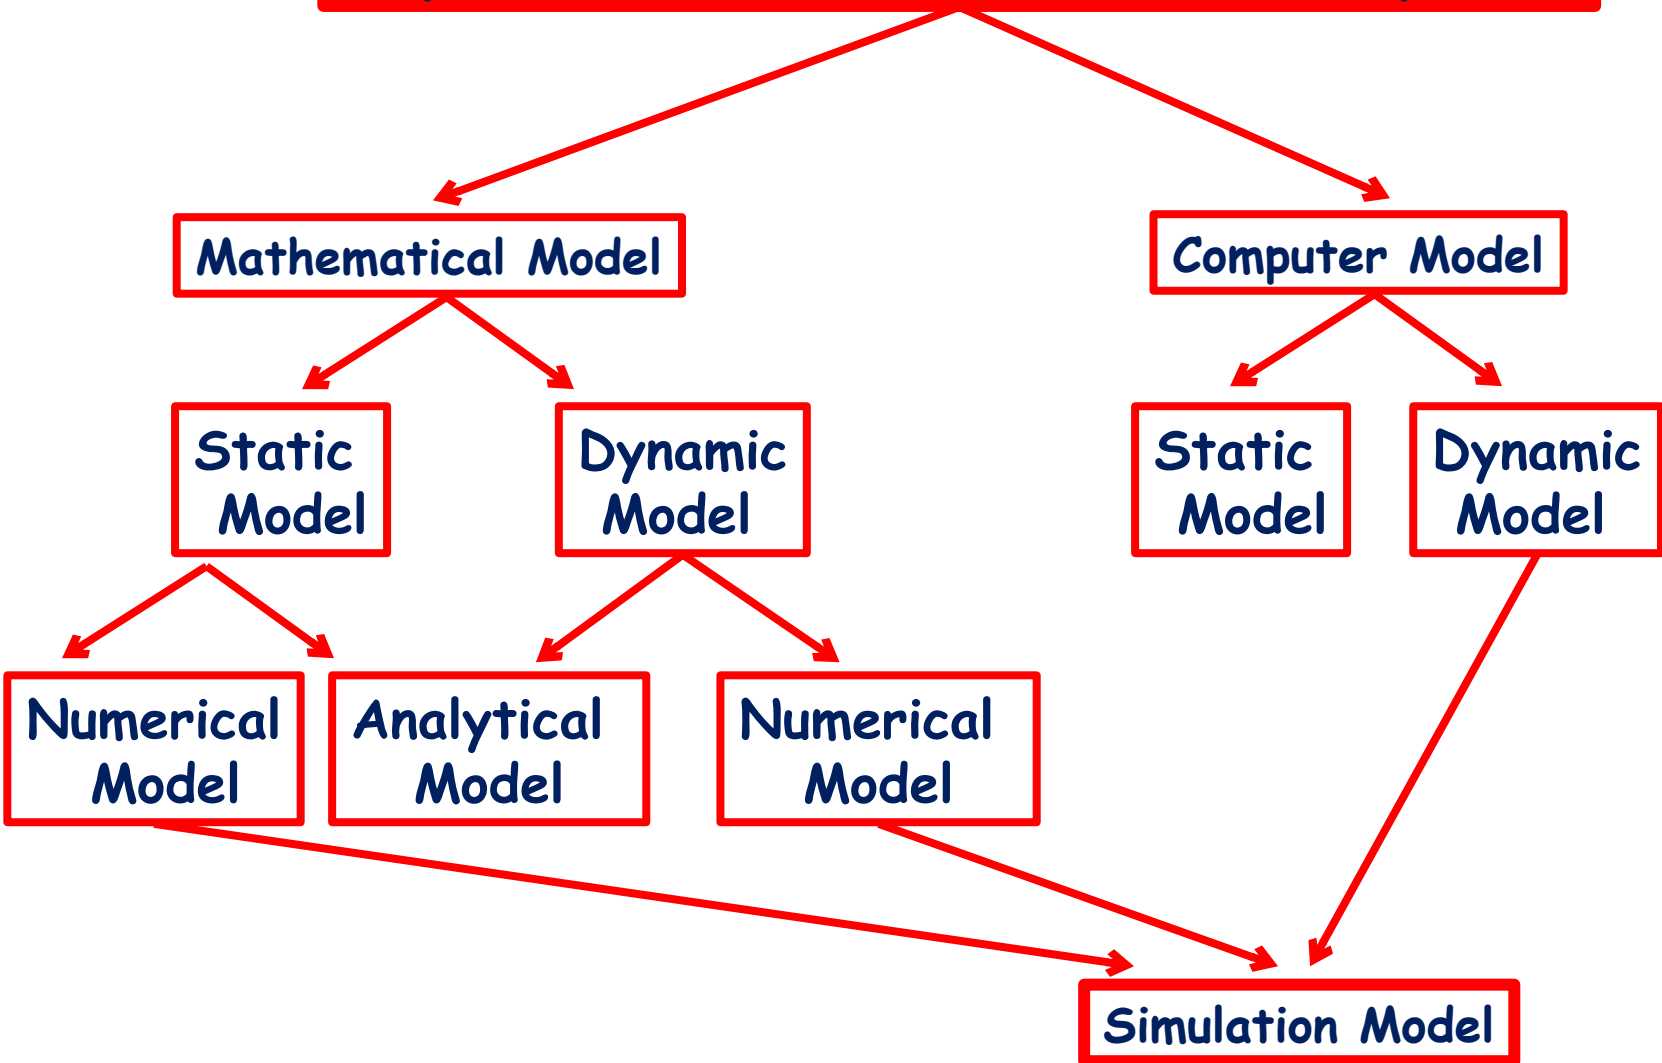 Mathematical Model
Computer Model
Static
Model
Dynamic
Model
Static
Model
Dynamic
Model
Numerical
Model
Analytical
Model
Numerical
Model
Simulation Model